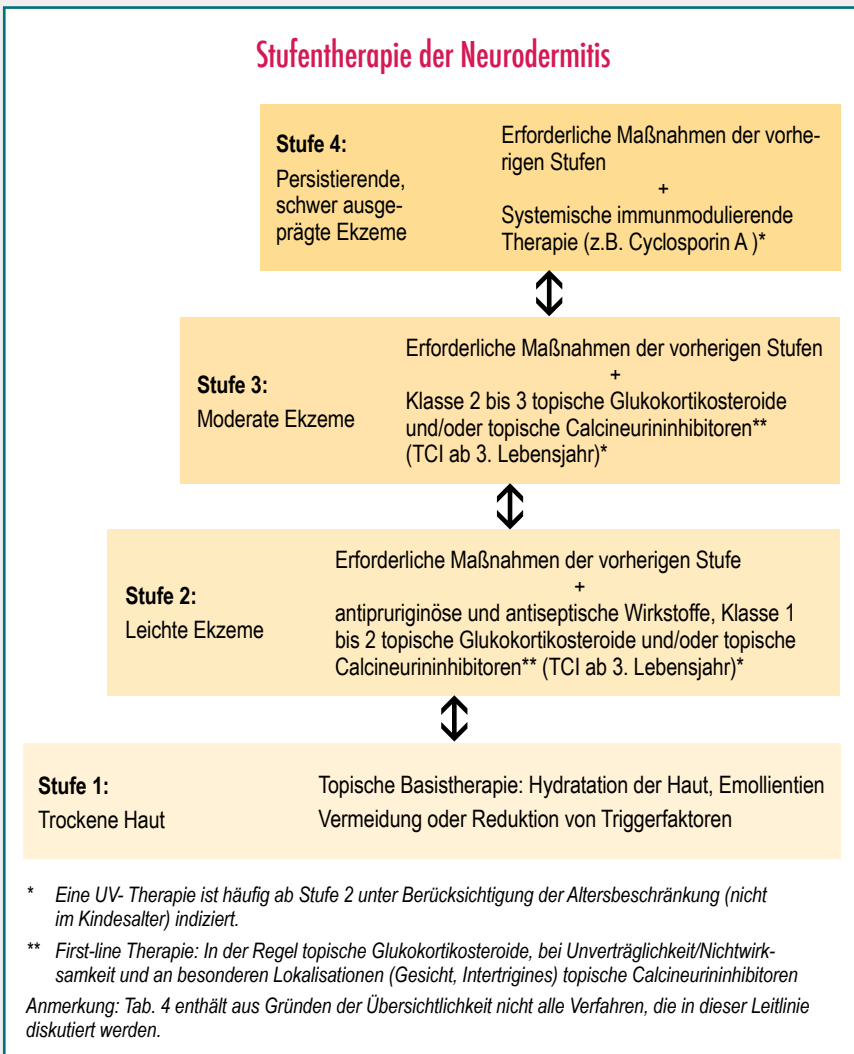 Stufentherapie der Neurodermitis
Stufe 4:
Persistierende,
schwer ausge-
prägte Ekzeme
Erforderliche Maßnahmen der vorhe-
rigen Stufen
+
Systemische immunmodulierende
Therapie (z.B. Cyclosporin A )*
Stufe 3:
Moderate Ekzeme
Erforderliche Maßnahmen der vorherigen Stufen
+
Klasse 2 bis 3 topische Glukokortikosteroide
und/oder topische Calcineurininhibitoren**
(TCI ab 3. Lebensjahr)*
Stufe 2:
Leichte Ekzeme
Erforderliche Maßnahmen der vorherigen Stufe
+
antipruriginöse und antiseptische Wirkstoffe, Klasse 1
bis 2 topische Glukokortikosteroide und/oder topische
Calcineurininhibitoren** (TCI ab 3. Lebensjahr)*
Stufe 1:
Trockene Haut
Topische Basistherapie: Hydratation der Haut, Emollientien
Vermeidung oder Reduktion von Triggerfaktoren
* Eine UV- Therapie ist häufig ab Stufe 2 unter Berücksichtigung der Altersbeschränkung (nicht
im Kindesalter) indiziert.
** First-line Therapie: In der Regel topische Glukokortikosteroide, bei Unverträglichkeit/Nichtwirk-
samkeit und an besonderen Lokalisationen (Gesicht, Intertrigines) topische Calcineurininhibitoren
Anmerkung: Tab. 4 enthält aus Gründen der Übersichtlichkeit nicht alle Verfahren, die in dieser Leitlinie
diskutiert werden.